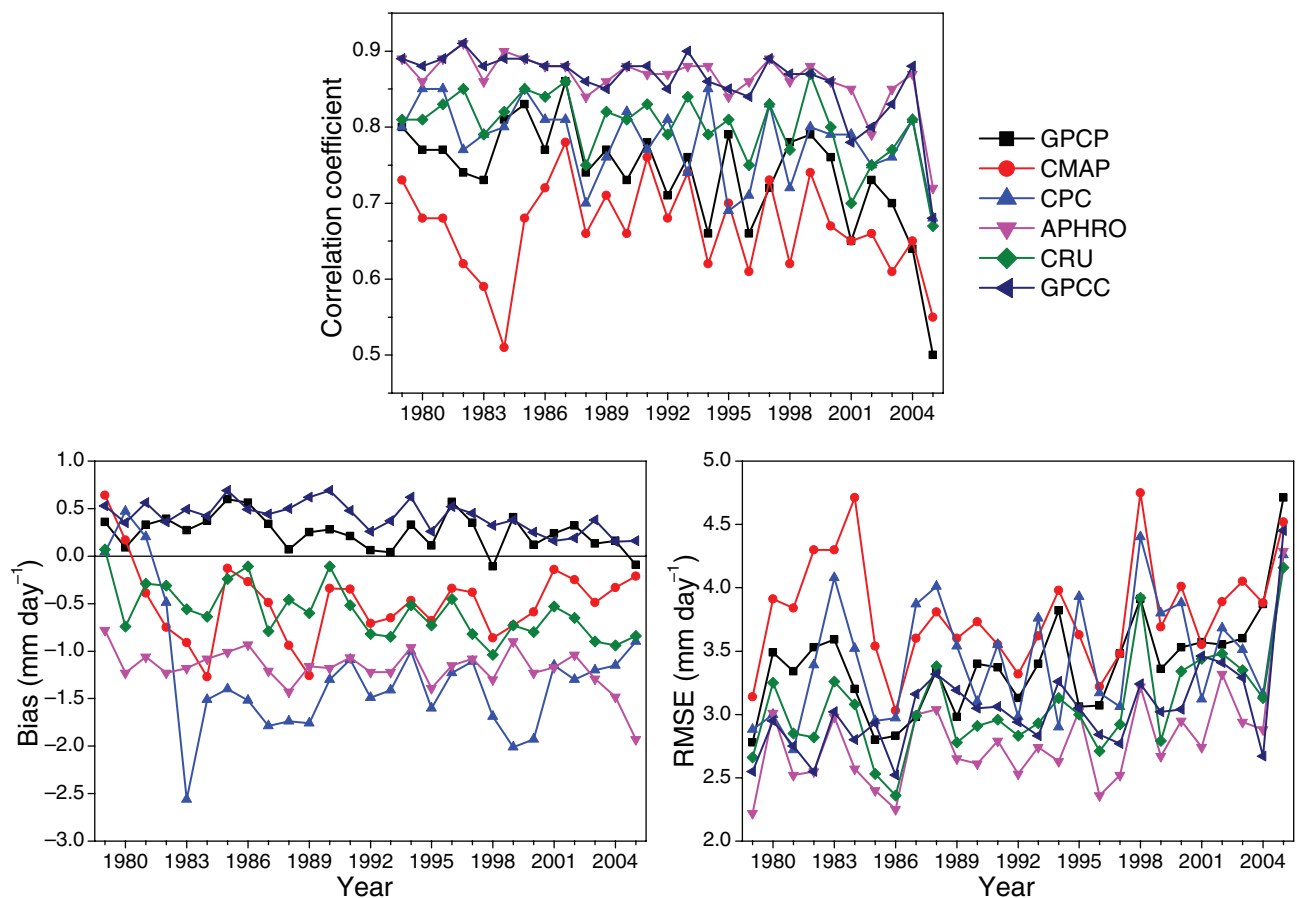 Correlation coefficient
0.9
0.8
0.7
0.6
0.5
1980 1983 1986 1989 1992 1995 1998 2001 2004
GPCP
CMAP
CPC
APHRO
CRU
GPCC
Bias (mm day⁻¹)
1.0
0.5
0.0
−0.5
−1.0
−1.5
−2.0
−2.5
−3.0
1980 1983 1986 1989 1992 1995 1998 2001 2004
Year
RMSE (mm day⁻¹)
5.0
4.5
4.0
3.5
3.0
2.5
2.0
1980 1983 1986 1989 1992 1995 1998 2001 2004
Year